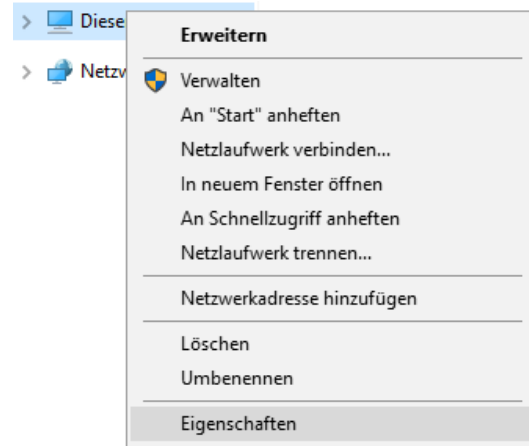 Diese
Erweitern
Netzw
Verwalten
An "Start" anheften
Netzlaufwerk verbinden...
In neuem Fenster öffnen
An Schnellzugriff anheften
Netzlaufwerk trennen...
Netzwerkadresse hinzufügen
Löschen
Umbenennen
Eigenschaften